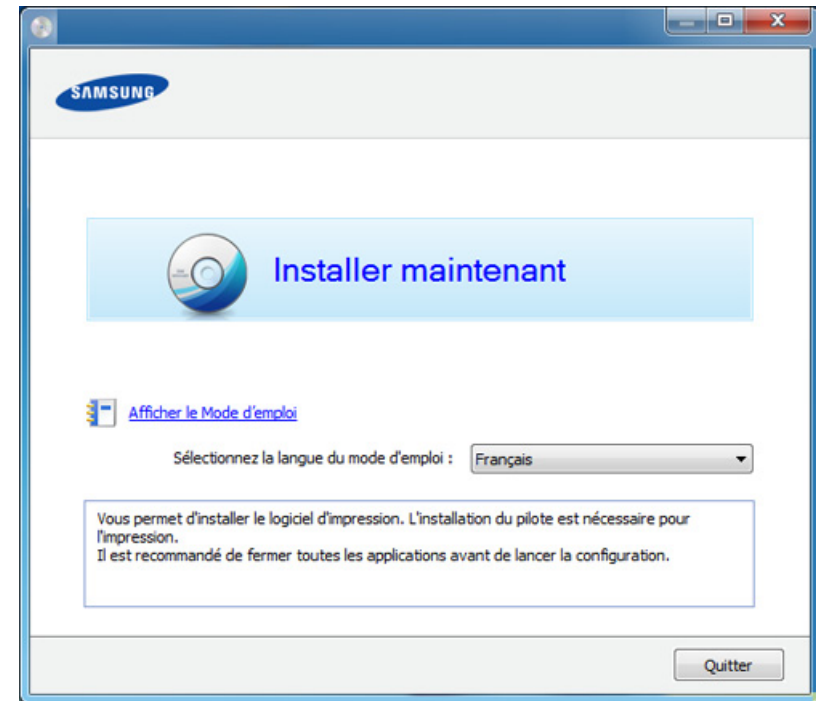 SAMSUNG
Installer maintenant
Afficher le Mode d'emploi
Sélectionnez la langue du mode d'emploi : Français
Vous permet d'installer le logiciel d'impression. L'installation du pilote est nécessaire pour
l'impression.
Il est recommandé de fermer toutes les applications avant de lancer la configuration.
Quitter